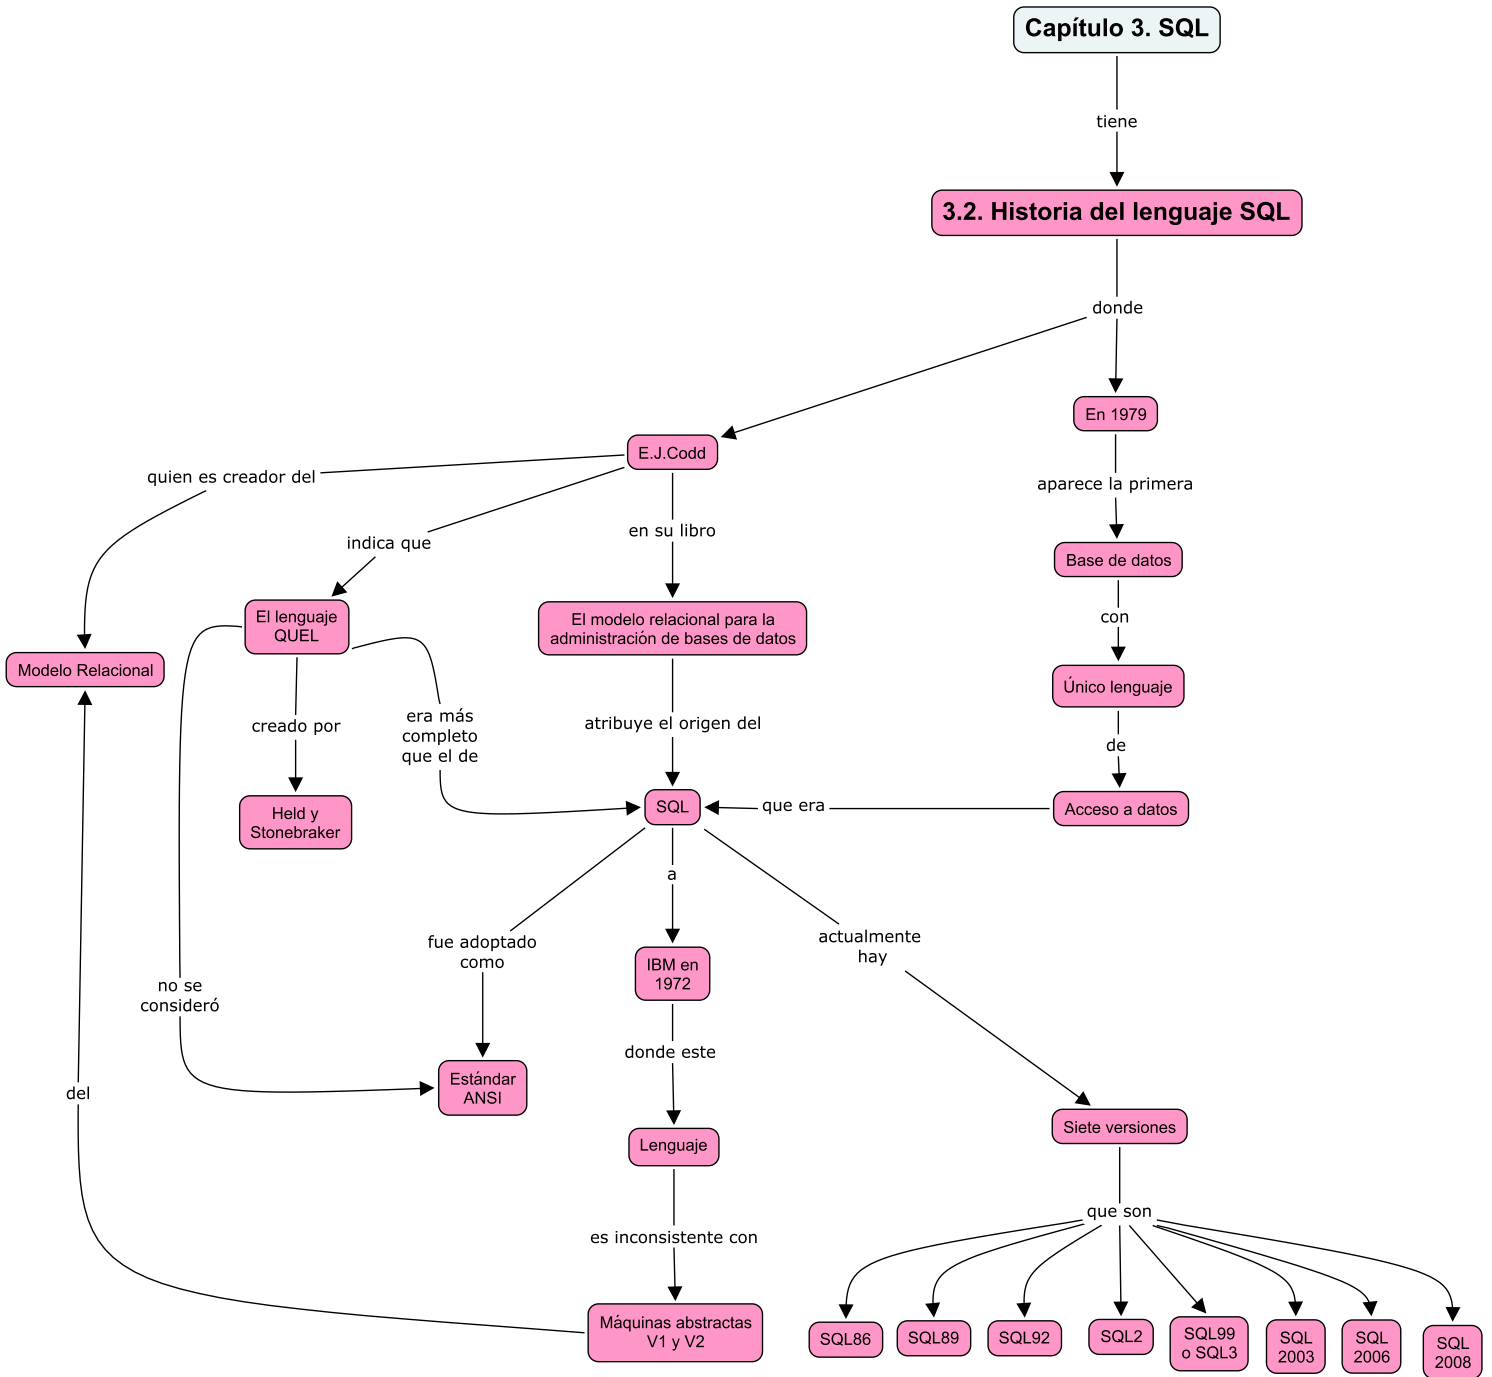 Capítulo 3. SQL
tiene
3.2. Historia del lenguaje SQL
donde
En 1979
E.J.Codd
quien es creador del
aparece la primera
en su libro
indica que
Base de datos
El lenguaje
QUEL
El modelo relacional para la
administración de bases de datos
con
Modelo Relacional
Único lenguaje
creado por
era más
completo
que el de
atribuye el origen del
de
Held y
Stonebraker
SQL
que era
Acceso a datos
a
fue adoptado
como
actualmente
hay
IBM en
1972
no se
consideró
donde este
Estándar
ANSI
del
Siete versiones
Lenguaje
que son
es inconsistente con
Máquinas abstractas
V1 y V2
SQL86
SQL89
SQL92
SQL2
SQL99
o SQL3
SQL
2003
SQL
2006
SQL
2008